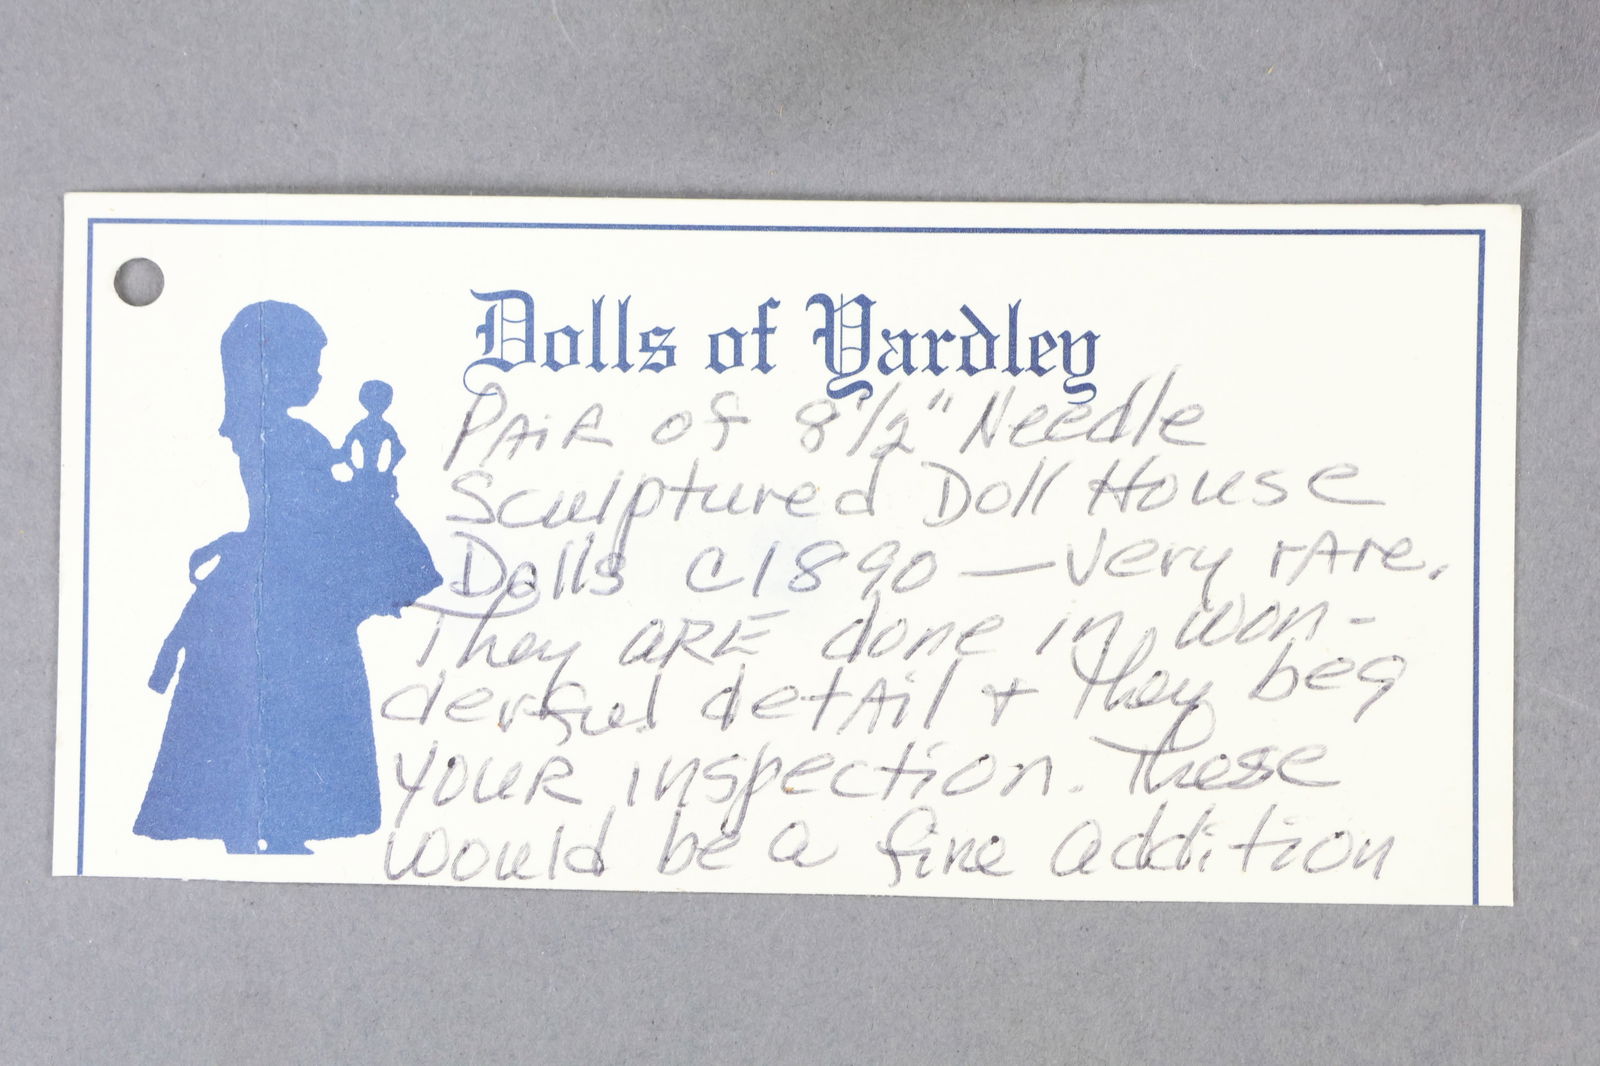 Dolls of Yardley
PAiR of 8½" Needle
Sculptured Doll House
Dolls c1890 — Very rAre.
They ARE done in won-
derful detAil + they beg
youR inspection. These
would be a fine addition